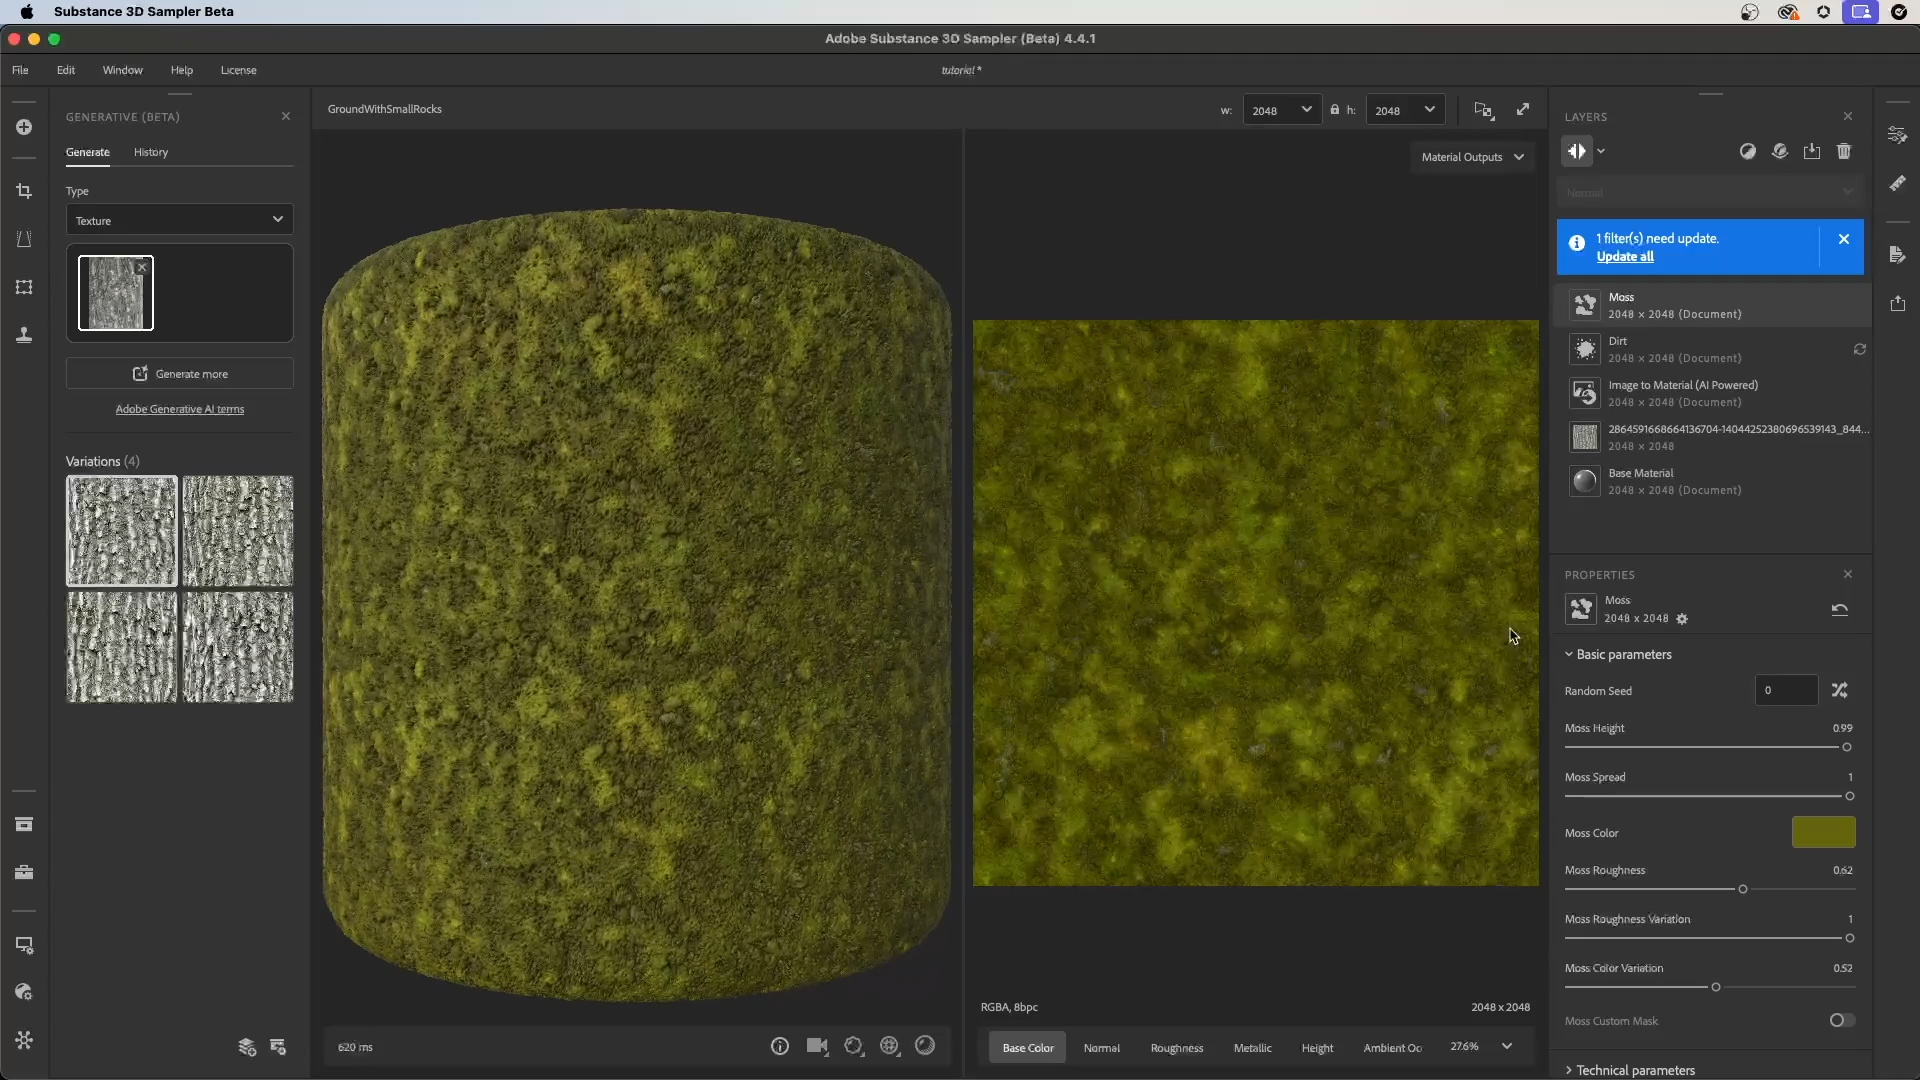 Substance 3D Sampler Beta
Adobe Substance 3D Sampler (Beta) 4.4.1
File Edit Window Help License
tutorial *
GENERATIVE (BETA)
Generate History
Type
Texture
Generate more
Adobe Generative AI terms
Variations (4)
GroundWithSmallRocks
w: 2048 h: 2048
Material Outputs
RGBA, 8bpc
2048 x 2048
620 ms
Base Color Normal Roughness Metallic Height Ambient Oc 27.6%
LAYERS
Normal
1 filter(s) need update.
Update all
Moss
2048 × 2048 (Document)
Dirt
2048 × 2048 (Document)
Image to Material (AI Powered)
2048 × 2048 (Document)
2864591668664136704-14044252380696539143_844...
2048 × 2048
Base Material
2048 × 2048 (Document)
PROPERTIES
Moss
2048 x 2048
Basic parameters
Random Seed 0
Moss Height 0.99
Moss Spread 1
Moss Color
Moss Roughness 0.62
Moss Roughness Variation 1
Moss Color Variation 0.52
Moss Custom Mask
Technical parameters